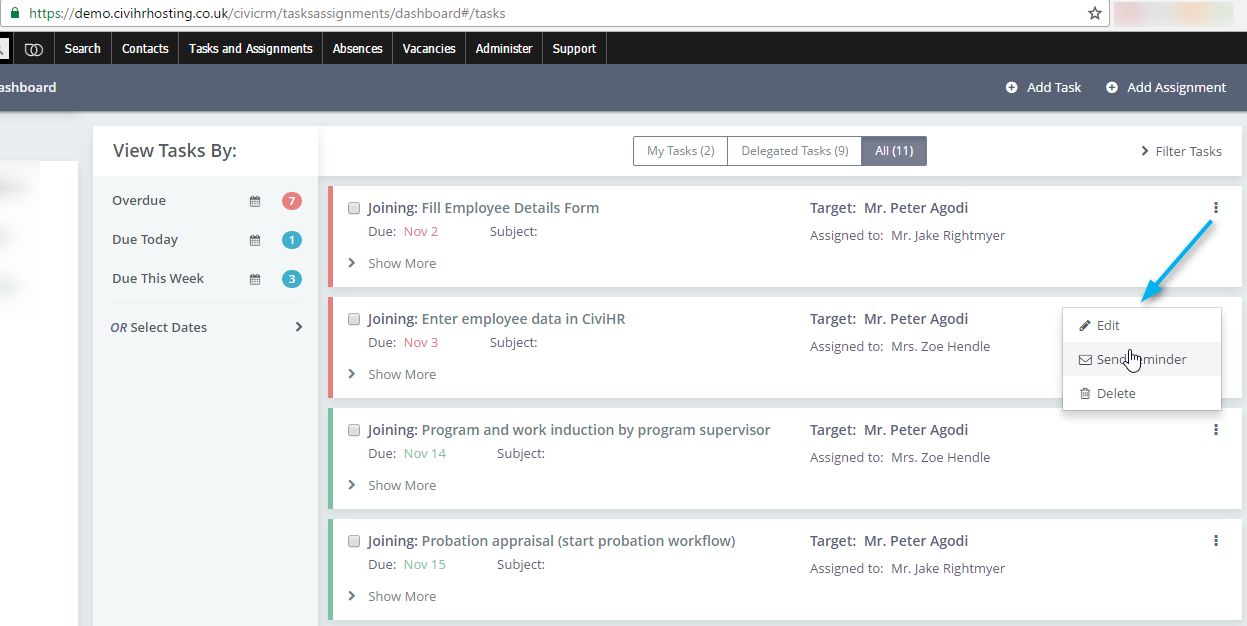 https://demo.civihrhosting.co.uk/civicrm/tasksassignments/dashboard#/tasks
Search Contacts Tasks and Assignments Absences Vacancies Administer Support
ashboard Add Task Add Assignment
View Tasks By:
Overdue 7
Due Today 1
Due This Week 3
OR Select Dates
My Tasks (2) Delegated Tasks (9) All (11) Filter Tasks
Joining: Fill Employee Details Form
Due: Nov 2 Subject:
Show More
Target: Mr. Peter Agodi
Assigned to: Mr. Jake Rightmyer
Joining: Enter employee data in CiviHR
Due: Nov 3 Subject:
Show More
Target: Mr. Peter Agodi
Assigned to: Mrs. Zoe Hendle
Edit
Send minder
Delete
Joining: Program and work induction by program supervisor
Due: Nov 14 Subject:
Show More
Target: Mr. Peter Agodi
Assigned to: Mrs. Zoe Hendle
Joining: Probation appraisal (start probation workflow)
Due: Nov 15 Subject:
Show More
Target: Mr. Peter Agodi
Assigned to: Mr. Jake Rightmyer